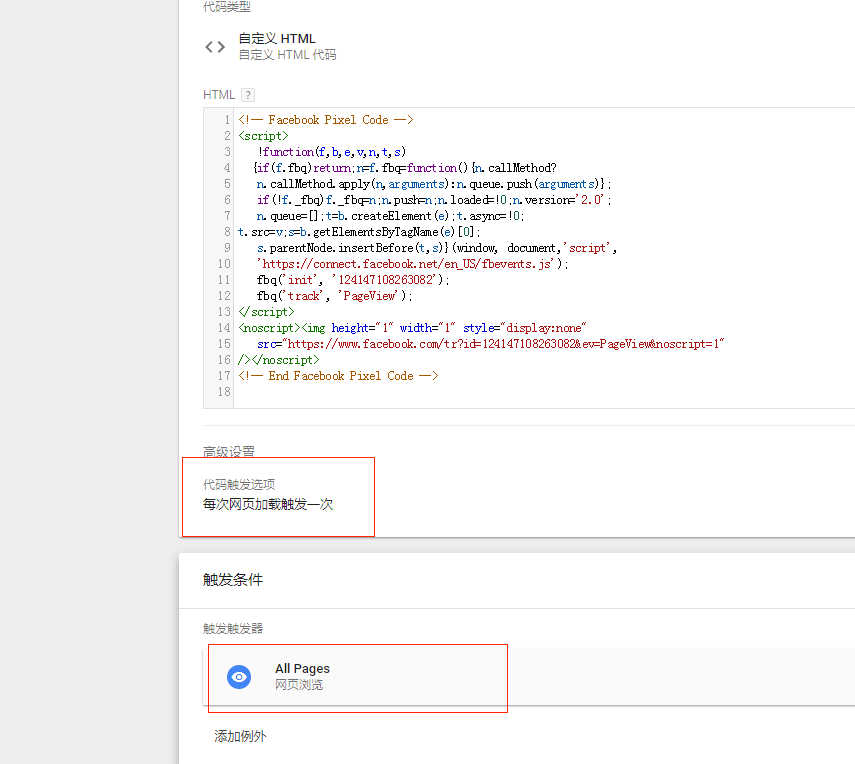 代码类型
自定义 HTML
自定义 HTML 代码
HTML ?
1 <!-- Facebook Pixel Code -->
2 <script>
3 !function(f,b,e,v,n,t,s)
4 {if(f.fbq)return;n=f.fbq=function(){n.callMethod?
5 n.callMethod.apply(n,arguments):n.queue.push(arguments)};
6 if(!f._fbq)f._fbq=n;n.push=n;n.loaded=!0;n.version='2.0';
7 n.queue=[];t=b.createElement(e);t.async=!0;
8 t.src=v;s=b.getElementsByTagName(e)[0];
9 s.parentNode.insertBefore(t,s)}(window, document,'script',
10 'https://connect.facebook.net/en_US/fbevents.js');
11 fbq('init', '124147108263082');
12 fbq('track', 'PageView');
13 </script>
14 <noscript><img height="1" width="1" style="display:none"
15 src="https://www.facebook.com/tr?id=124147108263082&ev=PageView&noscript=1"
16 /></noscript>
17 <!-- End Facebook Pixel Code -->
18
高级设置
代码触发选项
每次网页加载触发一次
触发条件
触发触发器
All Pages
网页浏览
添加例外